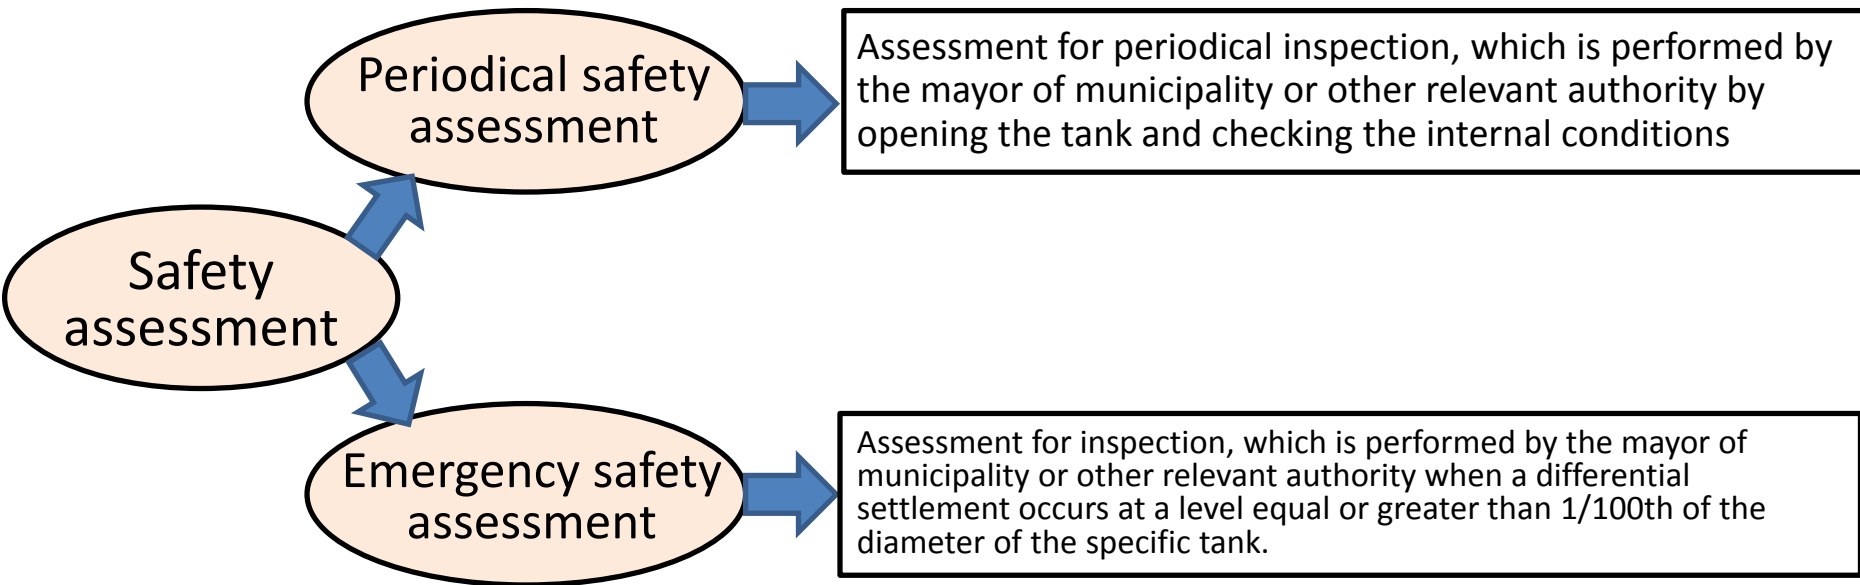 Periodical safety
assessment
Assessment for periodical inspection, which is performed by
the mayor of municipality or other relevant authority by
opening the tank and checking the internal conditions
Safety
assessment
Emergency safety
assessment
Assessment for inspection, which is performed by the mayor of
municipality or other relevant authority when a differential
settlement occurs at a level equal or greater than 1/100th of the
diameter of the specific tank.